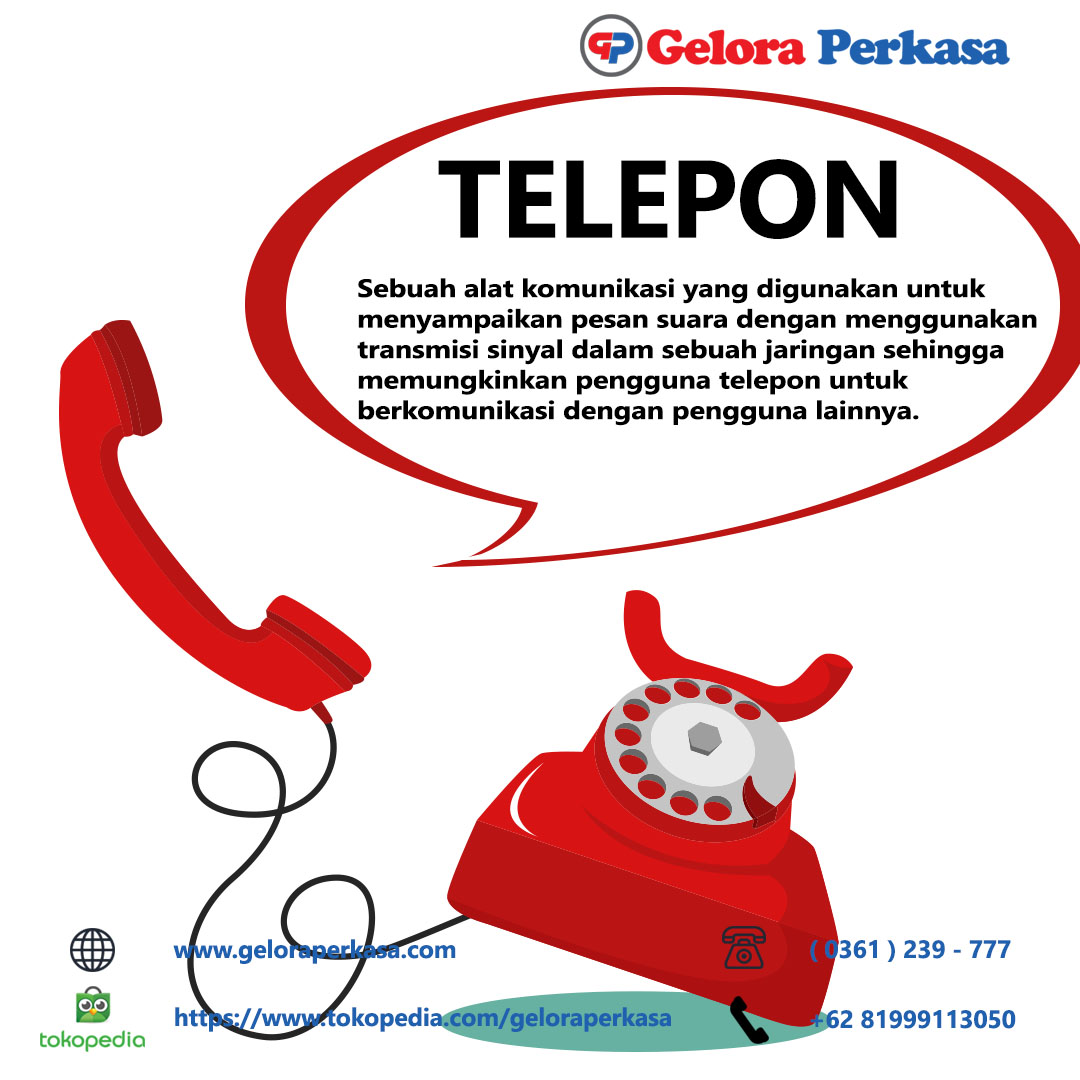 GP Gelora Perkasa
TELEPON
Sebuah alat komunikasi yang digunakan untuk
menyampaikan pesan suara dengan menggunakan
transmisi sinyal dalam sebuah jaringan sehingga
memungkinkan pengguna telepon untuk
berkomunikasi dengan pengguna lainnya.
www.geloraperkasa.com
( 0361 ) 239 - 777
tokopedia
https://www.tokopedia.com/geloraperkasa
+62 81999113050